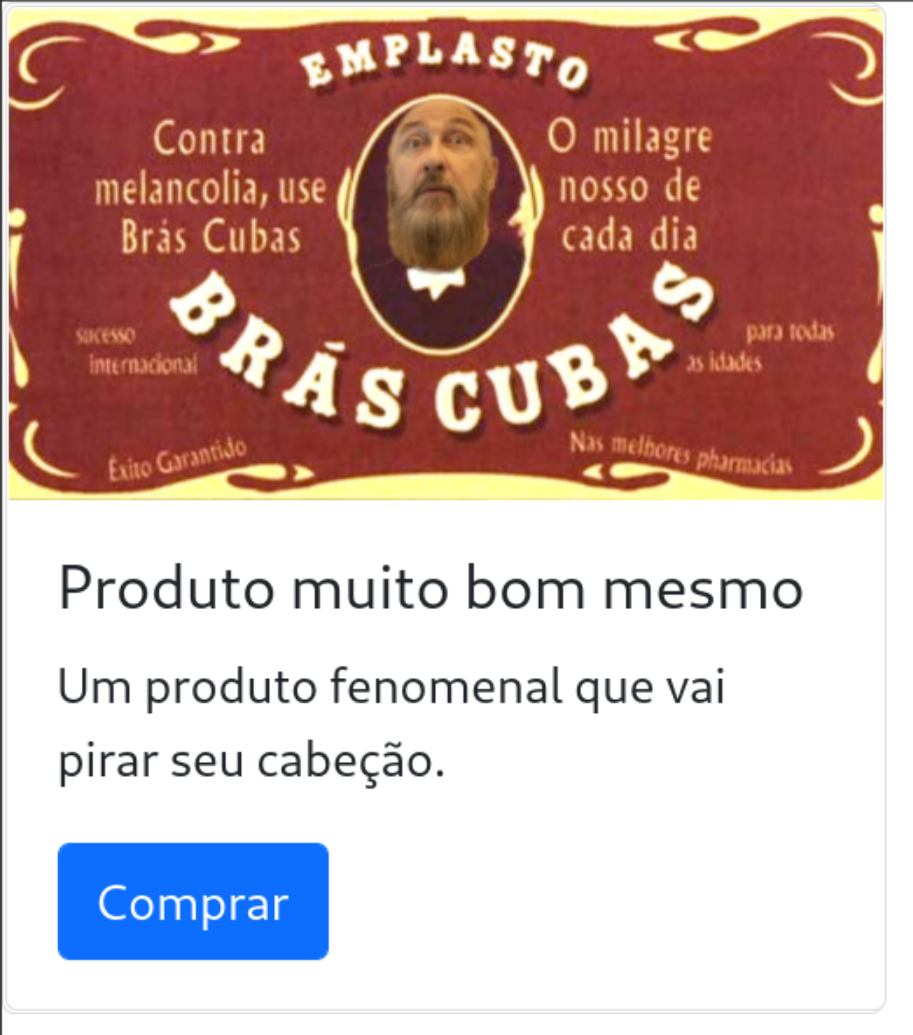 EMPLASTO
Contra
melancolia, use
Brás Cubas
O milagre
nosso de
cada dia
BRÁS CUBAS
sucesso
internacional
para todas
as idades
Êxito Garantido
Nas melhores pharmacias
Produto muito bom mesmo
Um produto fenomenal que vai
pirar seu cabeção.
Comprar